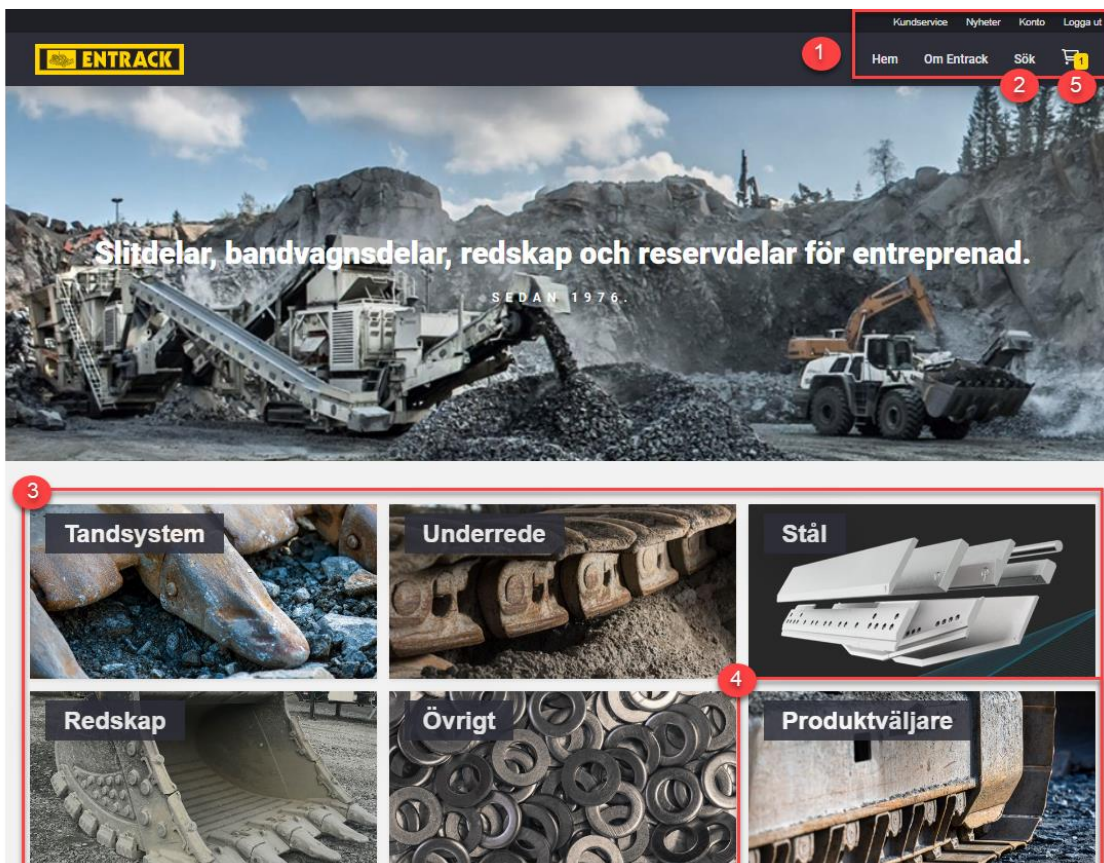 Kundservice Nyheter Konto Logga ut
ENTRACK
1
Hem Om Entrack Sök 1
2 5
Slitdelar, bandvagnsdelar, redskap och reservdelar för entreprenad.
SEDAN 1976.
3
Tandsystem Underrede Stål
4
Redskap Övrigt Produktväljare